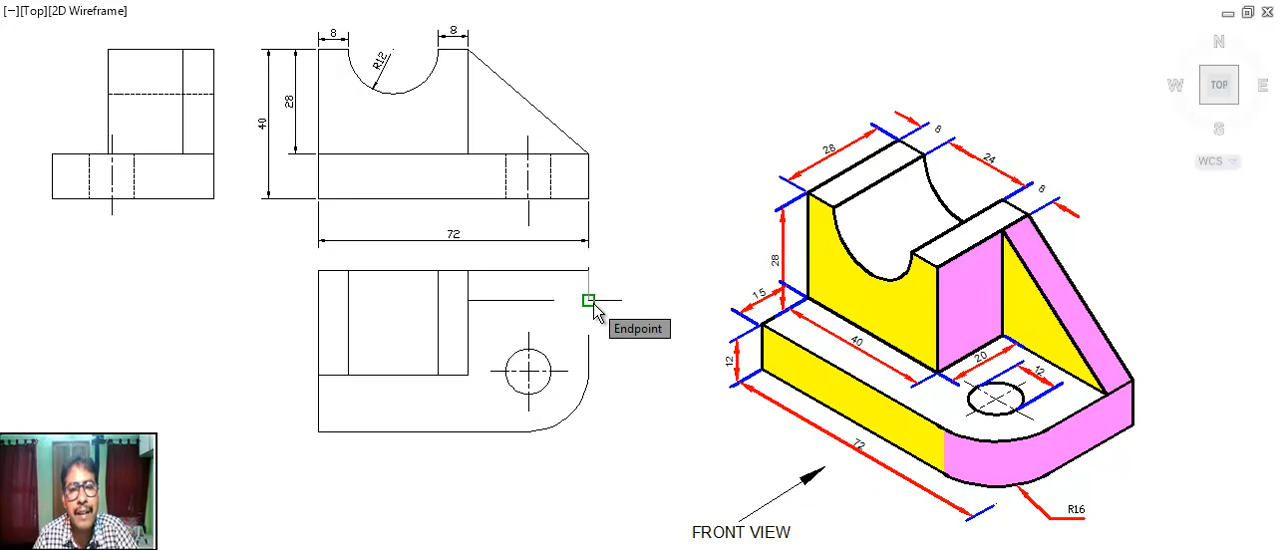 [−][Top][2D Wireframe]
N
W
TOP
E
S
WCS
8
8
R12
28
40
72
Endpoint
8
28
24
8
28
15
40
20
12
12
72
R16
FRONT VIEW